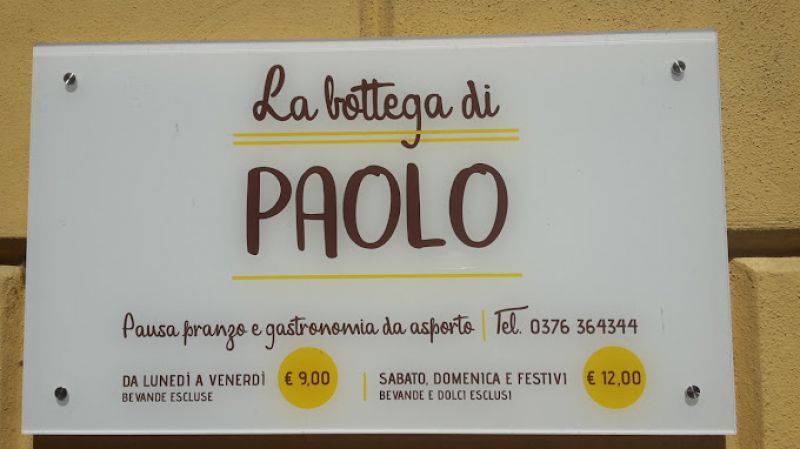 La bottega di
PAOLO
Pausa pranzo e gastronomia da asporto | Tel. 0376 364344
DA LUNEDÌ A VENERDÌ € 9,00 | SABATO, DOMENICA E FESTIVI € 12,00
BEVANDE ESCLUSE BEVANDE E DOLCI ESCLUSI